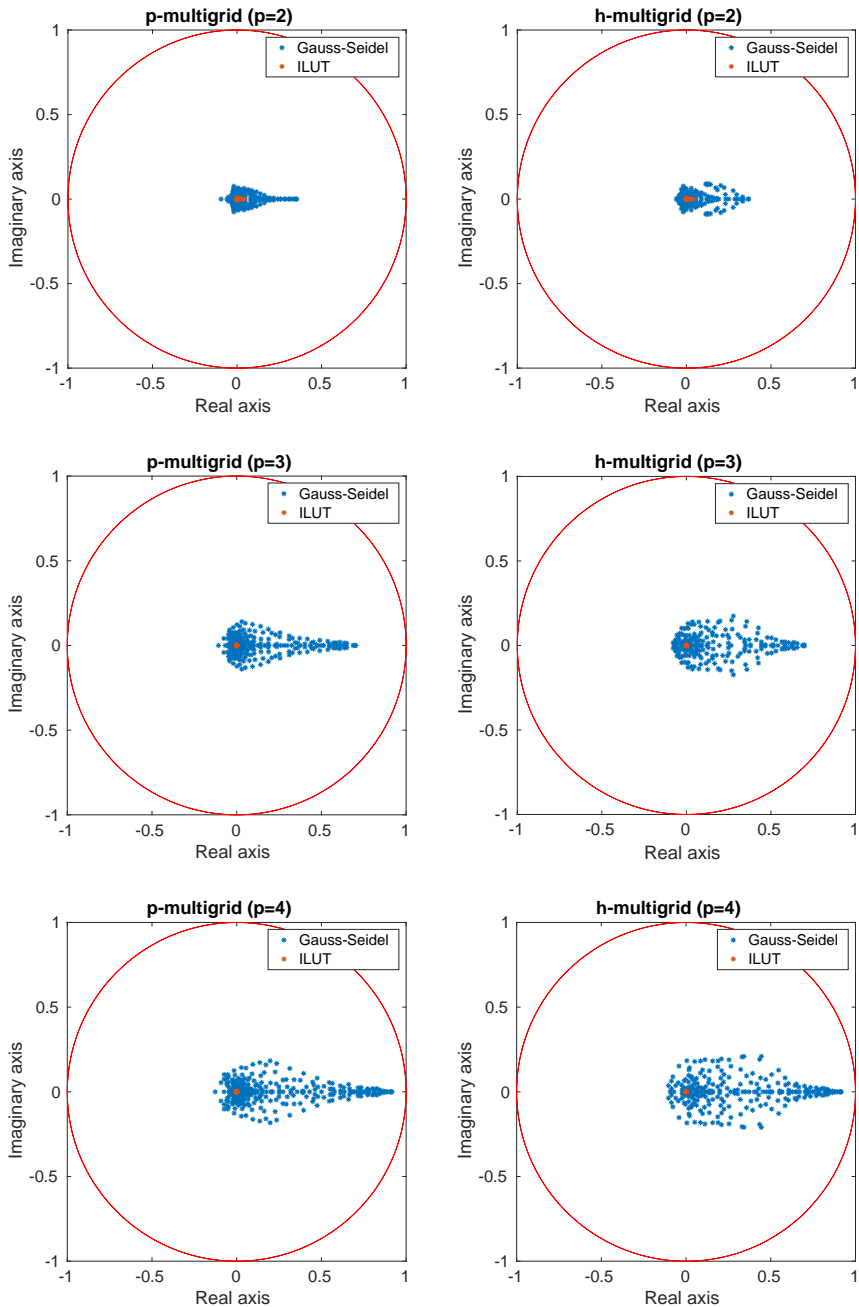 p-multigrid (p=2)
Gauss-Seidel
ILUT
1
0.5
0
-0.5
-1
Imaginary axis
-1 -0.5 0 0.5 1
Real axis
h-multigrid (p=2)
Gauss-Seidel
ILUT
1
0.5
0
-0.5
-1
Imaginary axis
-1 -0.5 0 0.5 1
Real axis
p-multigrid (p=3)
Gauss-Seidel
ILUT
1
0.5
0
-0.5
-1
Imaginary axis
-1 -0.5 0 0.5 1
Real axis
h-multigrid (p=3)
Gauss-Seidel
ILUT
1
0.5
0
-0.5
-1
Imaginary axis
-1 -0.5 0 0.5 1
Real axis
p-multigrid (p=4)
Gauss-Seidel
ILUT
1
0.5
0
-0.5
-1
Imaginary axis
-1 -0.5 0 0.5 1
Real axis
h-multigrid (p=4)
Gauss-Seidel
ILUT
1
0.5
0
-0.5
-1
Imaginary axis
-1 -0.5 0 0.5 1
Real axis